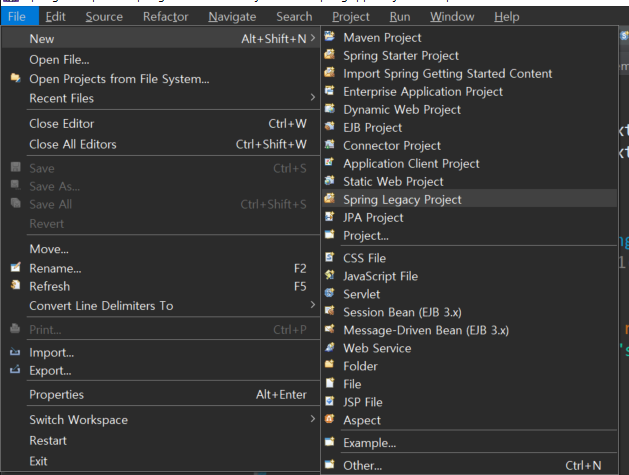 File Edit Source Refactor Navigate Search Project Run Window Help
New Alt+Shift+N >
Open File...
Open Projects from File System...
Recent Files >
Close Editor Ctrl+W
Close All Editors Ctrl+Shift+W
Save Ctrl+S
Save As...
Save All Ctrl+Shift+S
Revert
Move...
Rename... F2
Refresh F5
Convert Line Delimiters To >
Print... Ctrl+P
Import...
Export...
Properties Alt+Enter
Switch Workspace >
Restart
Exit
Maven Project
Spring Starter Project
Import Spring Getting Started Content
Enterprise Application Project
Dynamic Web Project
EJB Project
Connector Project
Application Client Project
Static Web Project
Spring Legacy Project
JPA Project
Project...
CSS File
JavaScript File
Servlet
Session Bean (EJB 3.x)
Message-Driven Bean (EJB 3.x)
Web Service
Folder
File
JSP File
Aspect
Example...
Other... Ctrl+N